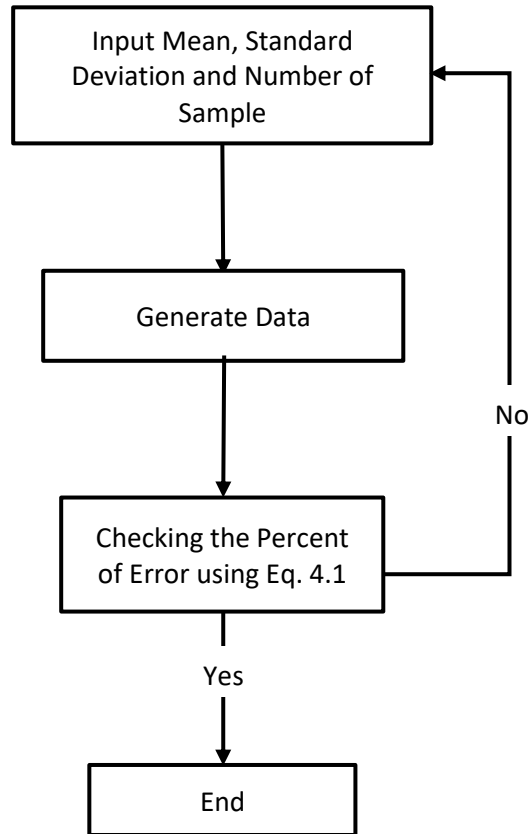 Input Mean, Standard
Deviation and Number of
Sample
Generate Data
No
Checking the Percent
of Error using Eq. 4.1
Yes
End